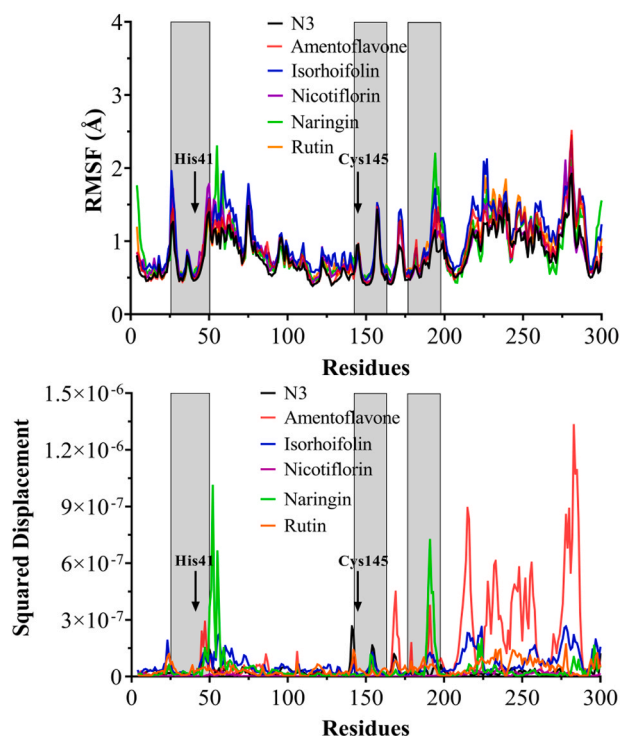 4
3
2
1
0
RMSF (Å)
N3
Amentoflavone
Isorhoifolin
Nicotiflorin
Naringin
Rutin
His41
Cys145
0 50 100 150 200 250 300
Residues
1.5×10-6
1.2×10-6
9×10-7
6×10-7
3×10-7
0
Squared Displacement
N3
Amentoflavone
Isorhoifolin
Nicotiflorin
Naringin
Rutin
His41
Cys145
0 50 100 150 200 250 300
Residues